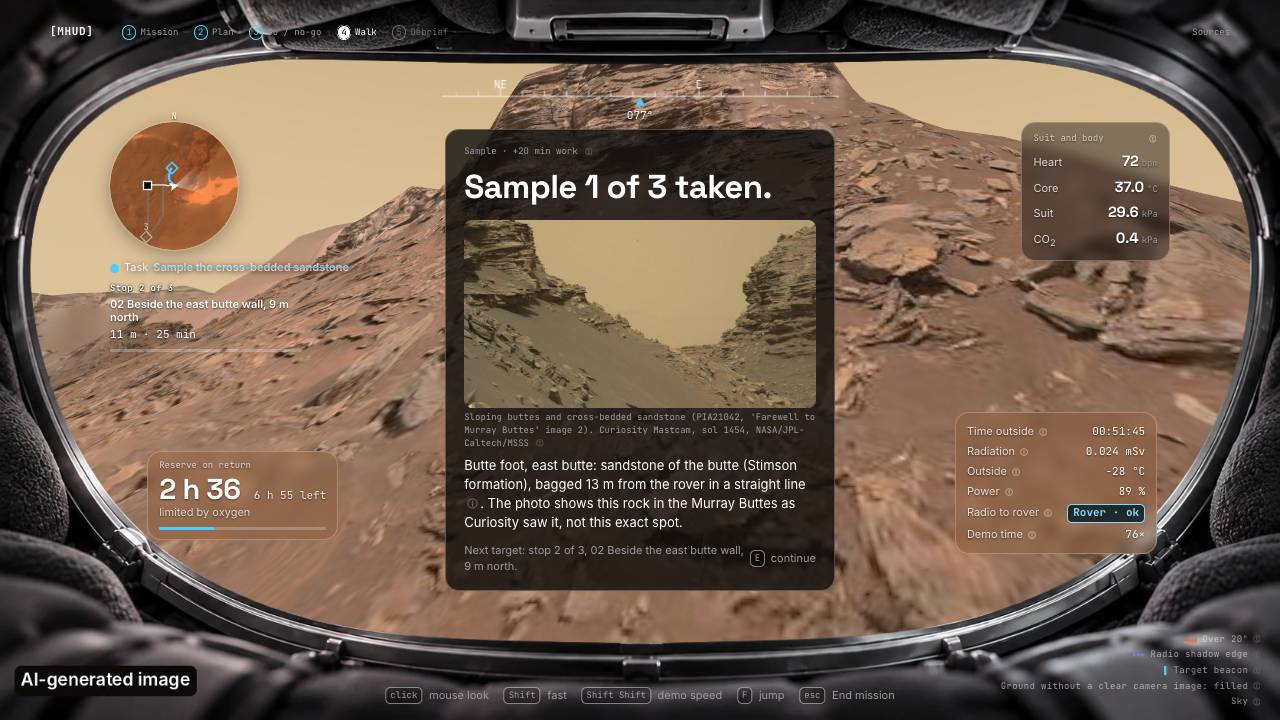 [MHUD]
1 Mission
2 Plan
3 Go / no-go
4 Walk
5 Debrief
Sources
NE
E
077°
N
3
Task Sample the cross-bedded sandstone
Stop 2 of 3
02 Beside the east butte wall, 9 m
north
11 m · 25 min
Reserve on return
2 h 36 6 h 55 left
limited by oxygen
Sample · +20 min work
Sample 1 of 3 taken.
Sloping buttes and cross-bedded sandstone (PIA21042, 'Farewell to
Murray Buttes' image 2). Curiosity Mastcam, sol 1454, NASA/JPL-
Caltech/MSSS
Butte foot, east butte: sandstone of the butte (Stimson
formation), bagged 13 m from the rover in a straight line
. The photo shows this rock in the Murray Buttes as
Curiosity saw it, not this exact spot.
Next target: stop 2 of 3, 02 Beside the east butte wall,
9 m north.
E continue
Suit and body
Heart 72 bpm
Core 37.0 °C
Suit 29.6 kPa
CO2 0.4 kPa
Time outside 00:51:45
Radiation 0.024 mSv
Outside -28 °C
Power 89 %
Radio to rover Rover · ok
Demo time 76×
Over 20°
Radio shadow edge
Target beacon
Ground without a clear camera image: filled
Sky
AI-generated image
click mouse look Shift fast Shift Shift demo speed F jump esc End mission